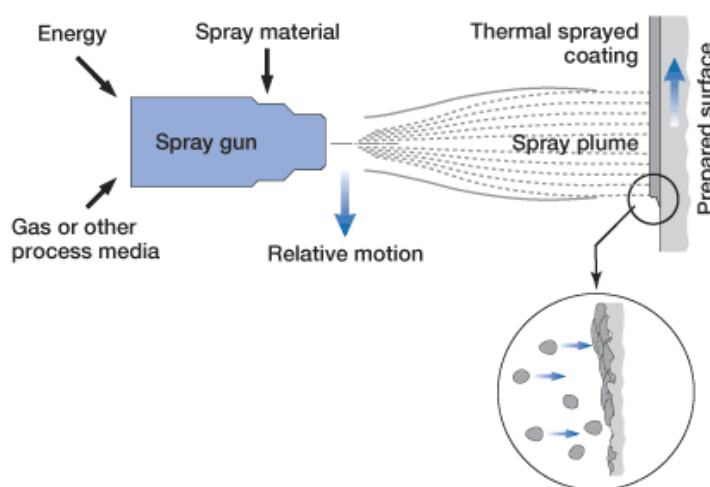 Energy
Spray material
Thermal sprayed
coating
Spray gun
Spray plume
Prepared surface
Gas or other
process media
Relative motion